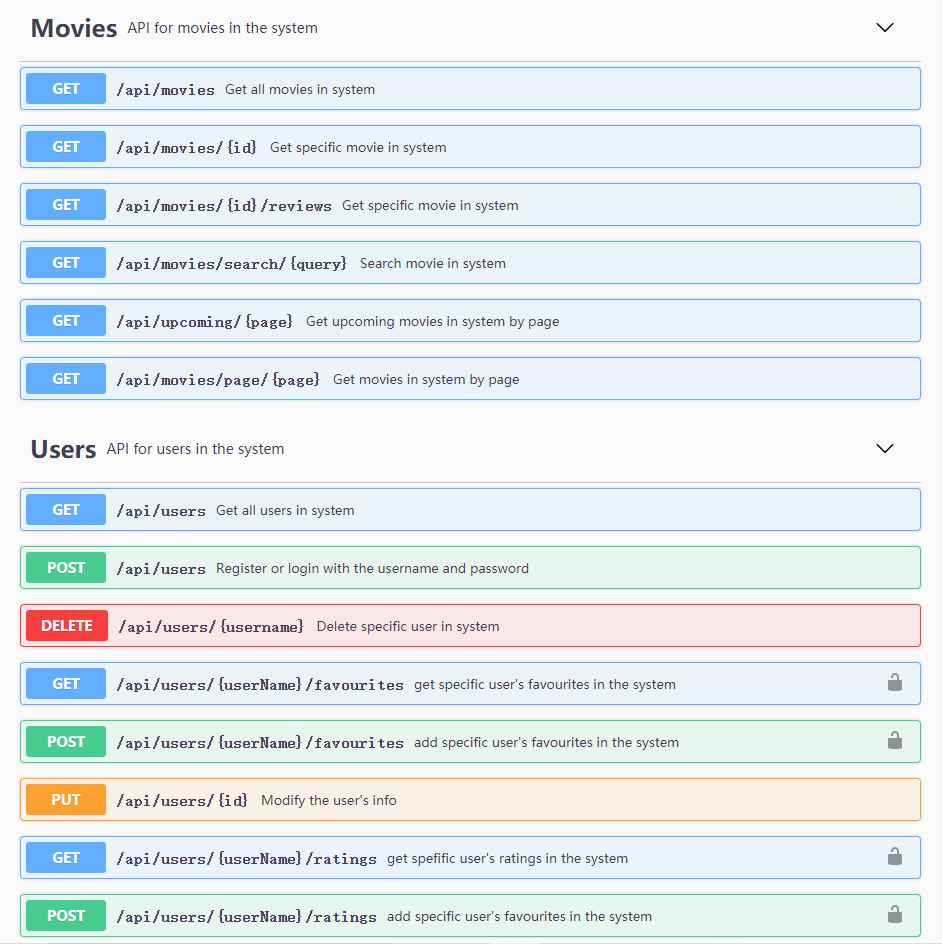 Movies API for movies in the system
GET /api/movies Get all movies in system
GET /api/movies/{id} Get specific movie in system
GET /api/movies/{id}/reviews Get specific movie in system
GET /api/movies/search/{query} Search movie in system
GET /api/upcoming/{page} Get upcoming movies in system by page
GET /api/movies/page/{page} Get movies in system by page
Users API for users in the system
GET /api/users Get all users in system
POST /api/users Register or login with the username and password
DELETE /api/users/{username} Delete specific user in system
GET /api/users/{userName}/favourites get specific user's favourites in the system
POST /api/users/{userName}/favourites add specific user's favourites in the system
PUT /api/users/{id} Modify the user's info
GET /api/users/{userName}/ratings get spefific user's ratings in the system
POST /api/users/{userName}/ratings add specific user's favourites in the system